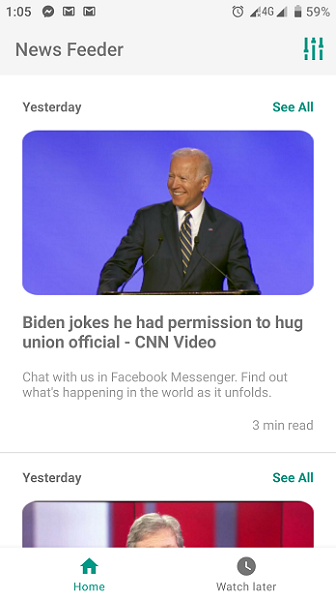 1:05 4G 59%
News Feeder
Yesterday See All
Biden jokes he had permission to hug
union official - CNN Video
Chat with us in Facebook Messenger. Find out
what's happening in the world as it unfolds.
3 min read
Yesterday See All
Home Watch later